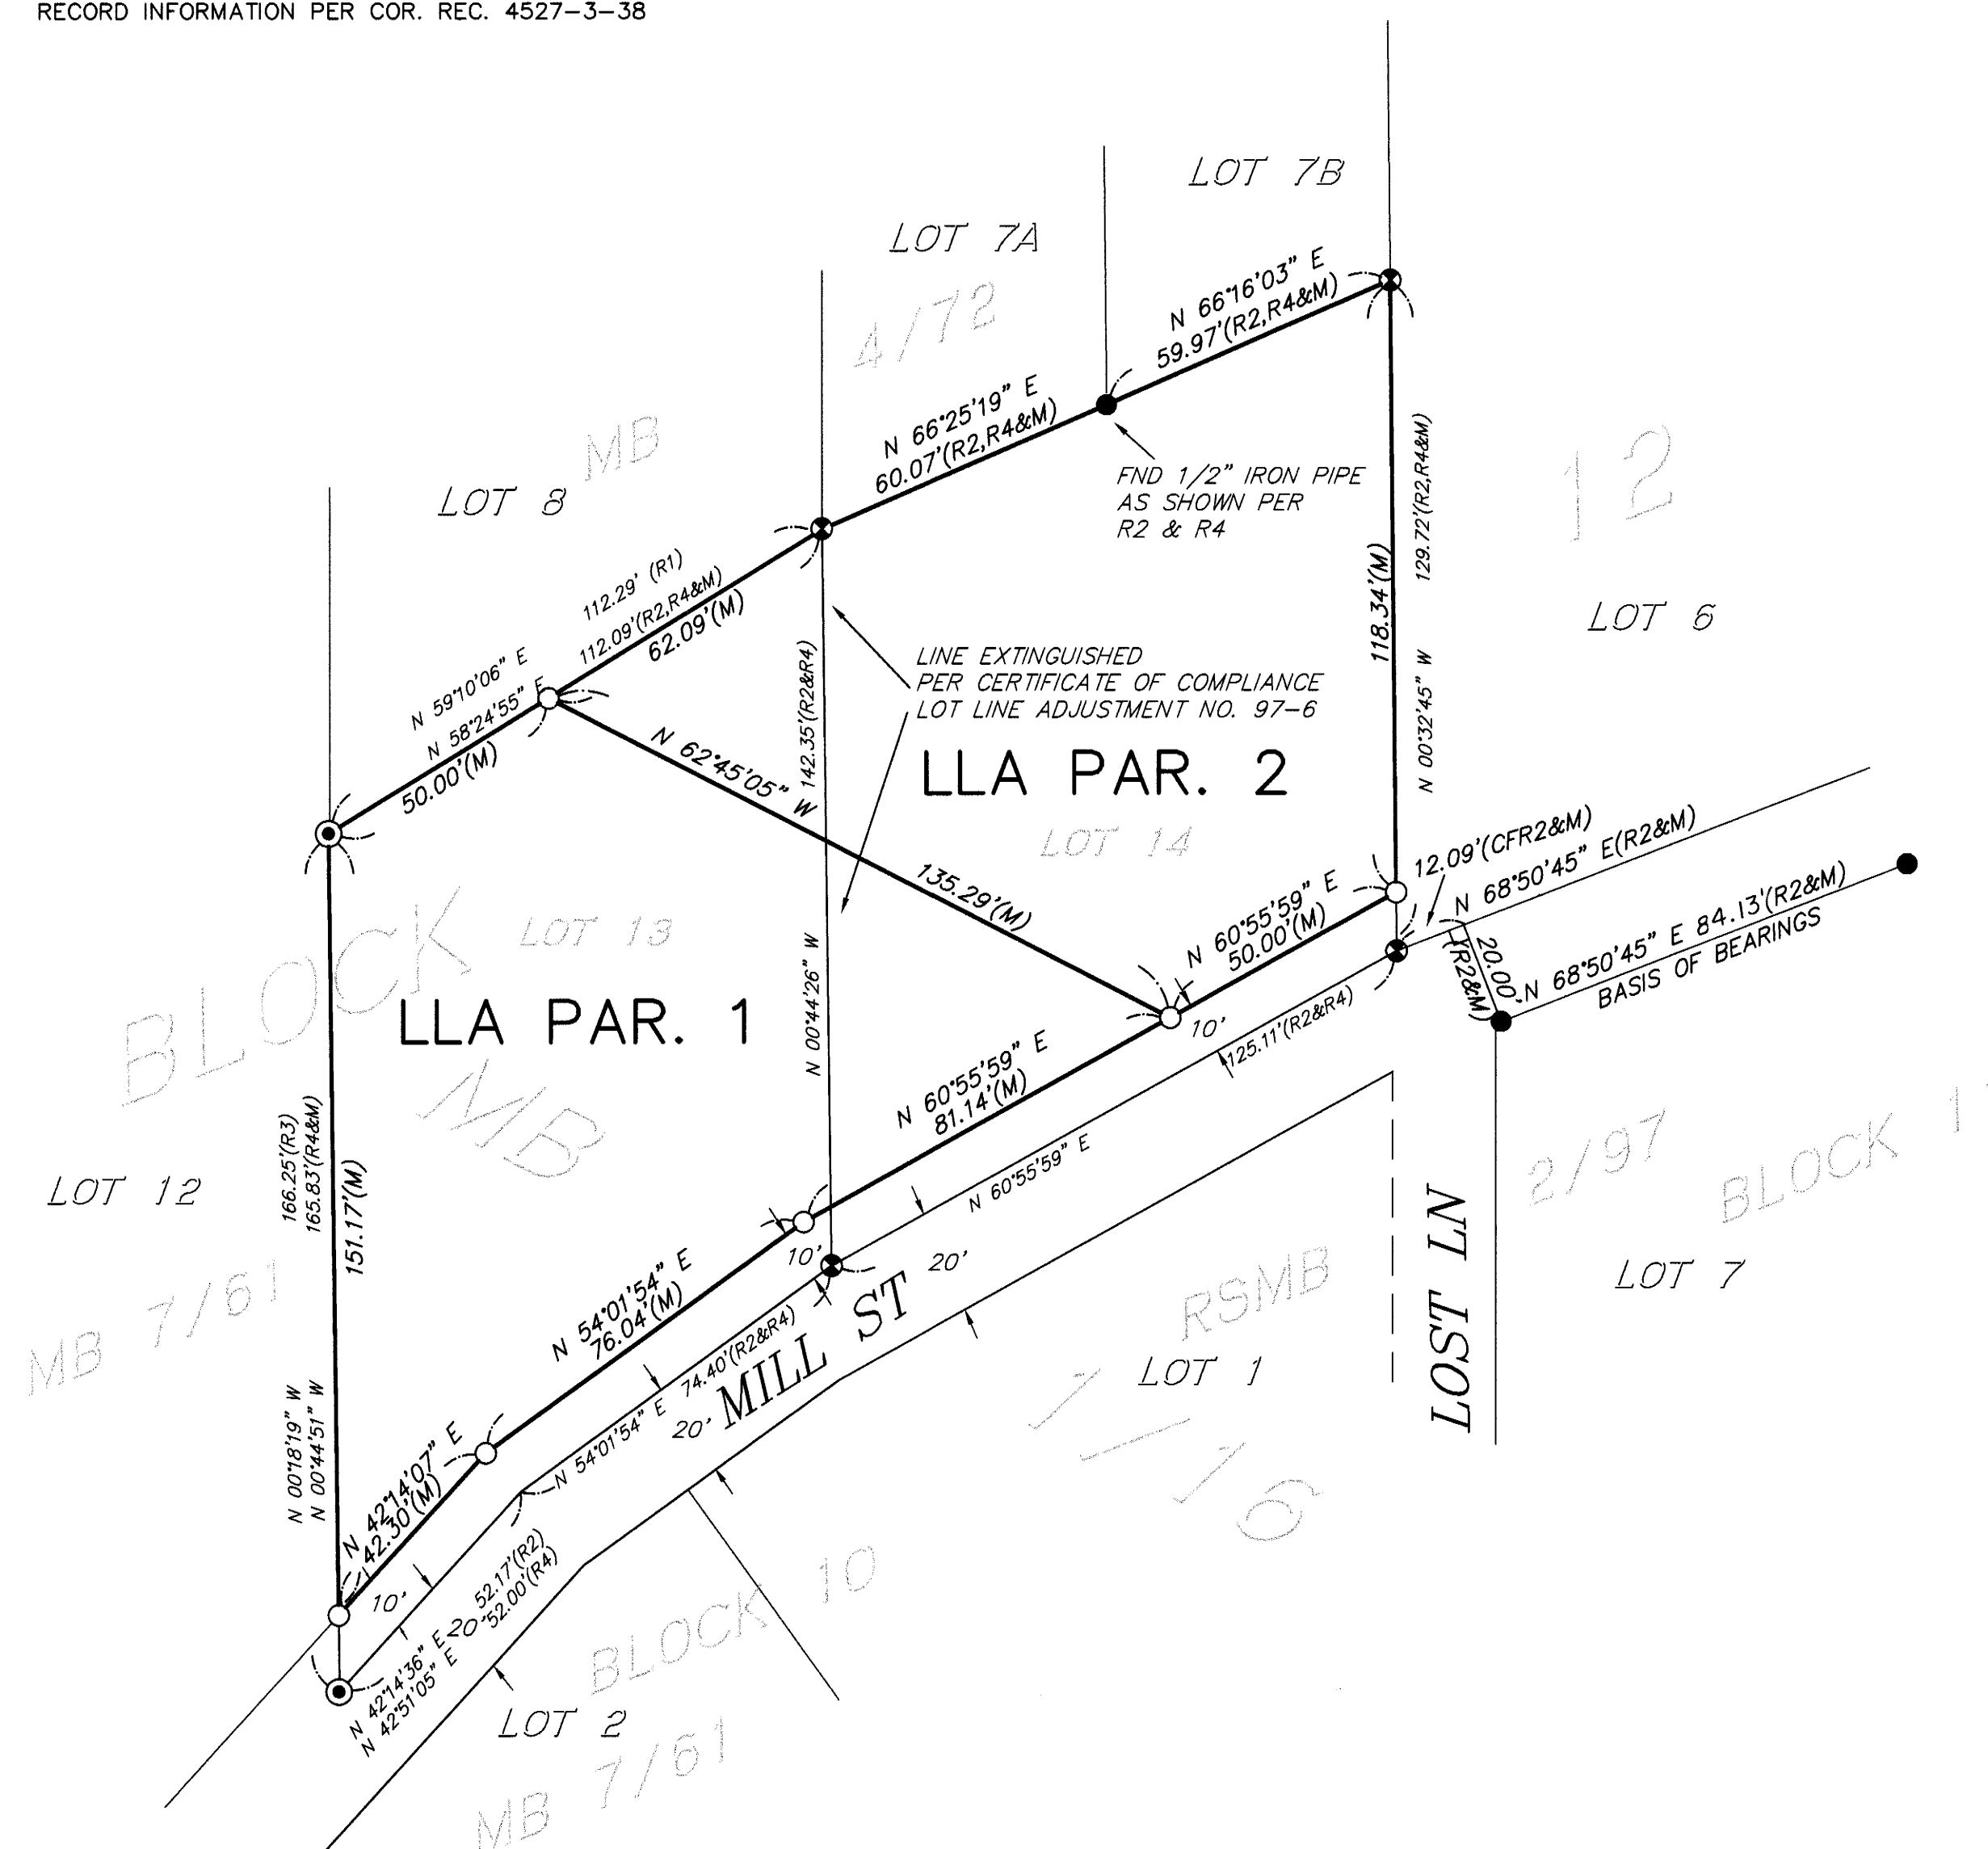 RECORD INFORMATION PER COR. REC. 4527-3-38
LOT 7B
LOT 7A
4/72
N 66°16'03" E
59.97'(R2,R4&M)
N 66°25'19" E
60.07'(R2,R4&M)
MB
LOT 8
FND 1/2" IRON PIPE
AS SHOWN PER
R2 & R4
129.72'(R2,R4&M)
N 00°32'45" W
118.34'(M)
12
LOT 6
112.29' (R1)
112.09'(R2,R4&M)
62.09'(M)
N 59°10'06" E
N 58°24'55" E
50.00'(M)
LINE EXTINGUISHED
PER CERTIFICATE OF COMPLIANCE
LOT LINE ADJUSTMENT NO. 97-6
142.35'(R2&R4)
N 00°44'26" W
N 62°45'05" W
135.29'(M)
LLA PAR. 2
LOT 14
12.09'(CFR2&M)
N 68°50'45" E(R2&M)
N 68°50'45" E 84.13'(R2&M)
BASIS OF BEARINGS
20.00'
(R2&M)
N 60°55'59" E
50.00'(M)
10'
125.11'(R2&R4)
LOT 13
BLOCK
LLA PAR. 1
MB
N 60°55'59" E
81.14'(M)
N 60°55'59" E
166.25'(R3)
165.83'(R4&M)
151.17'(M)
N 00°18'19" W
N 00°44'51" W
LOT 12
MB 7/61
2/97
BLOCK 1
LOT 7
LOST LN
RSMB
LOT 1
1-16
10'
20'
MILL ST
N 54°01'54" E
76.04'(M)
N 54°01'54" E 74.40'(R2&R4)
20'
N 42°14'07" E
42.30'(M)
10'
20'
N 42°14'36" E 52.17'(R2)
N 42°51'05" E 52.00'(R4)
BLOCK 10
LOT 2
MB 7/61